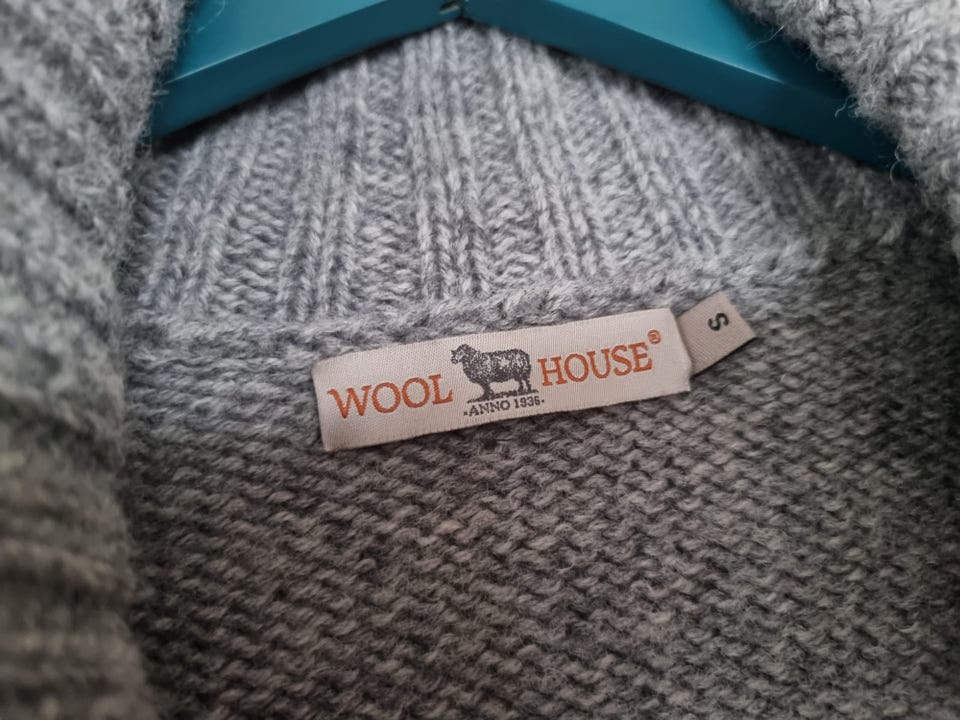 WOOL HOUSE®
·ANNO 1936·
S